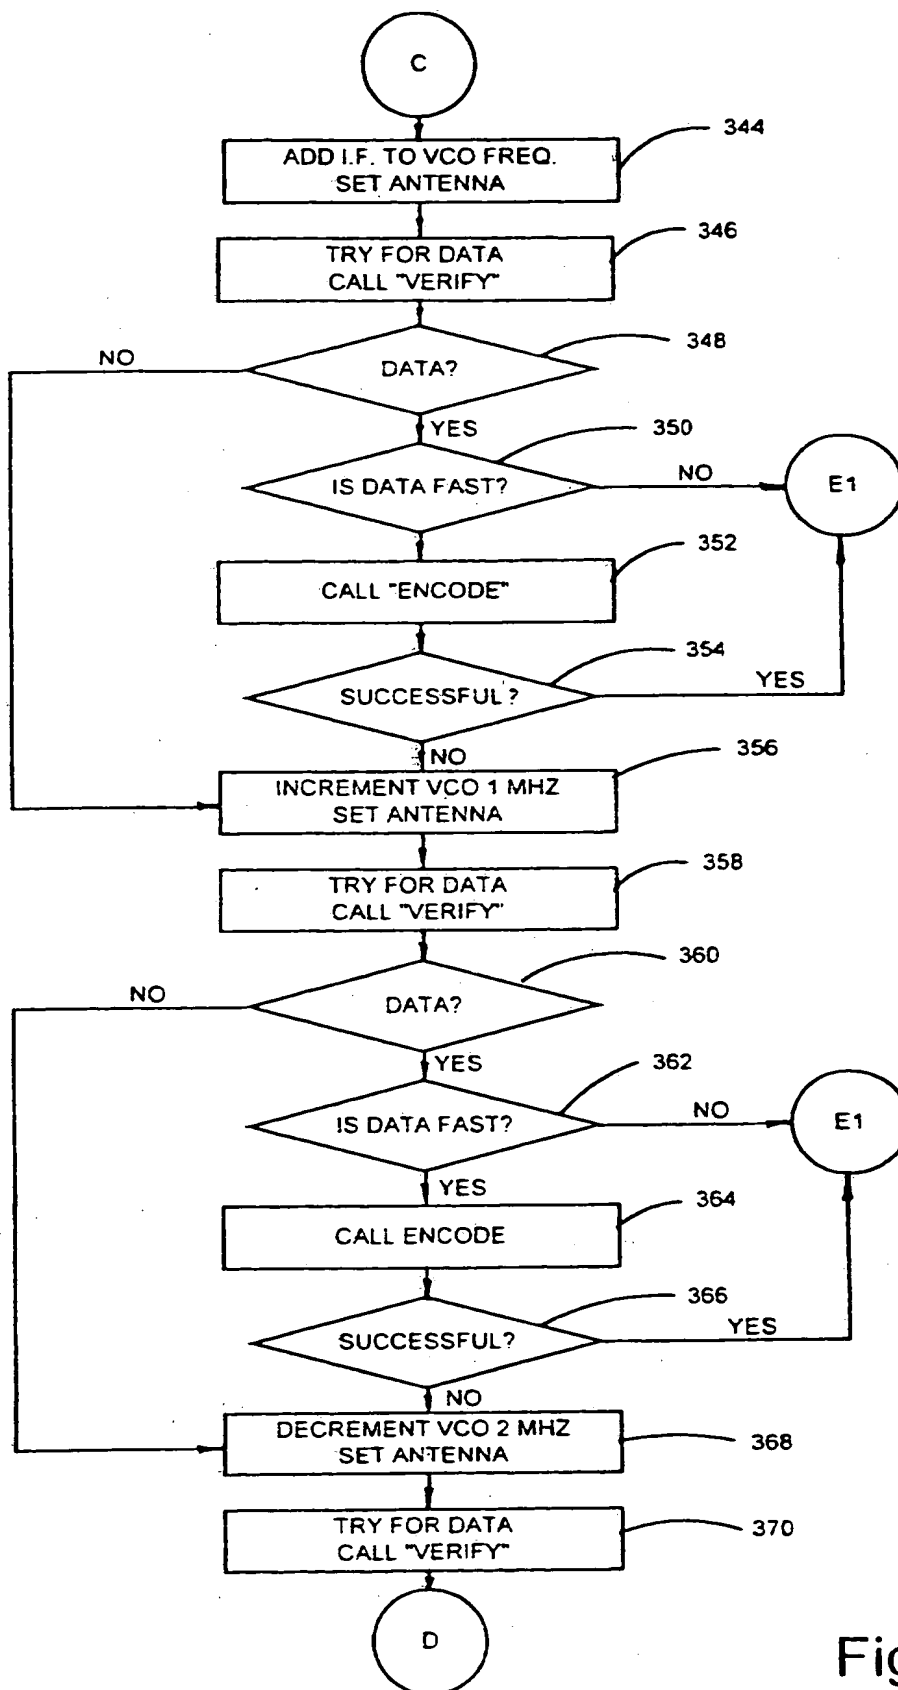 C
344
ADD I.F. TO VCO FREQ.
SET ANTENNA
346
TRY FOR DATA
CALL "VERIFY"
348
NO
DATA?
YES
350
IS DATA FAST?
NO
E1
352
CALL "ENCODE"
354
SUCCESSFUL?
YES
NO
356
INCREMENT VCO 1 MHZ
SET ANTENNA
358
TRY FOR DATA
CALL "VERIFY"
360
NO
DATA?
YES
362
IS DATA FAST?
NO
E1
YES
364
CALL ENCODE
366
SUCCESSFUL?
YES
NO
DECREMENT VCO 2 MHZ
SET ANTENNA
368
TRY FOR DATA
CALL "VERIFY"
370
D
Fig